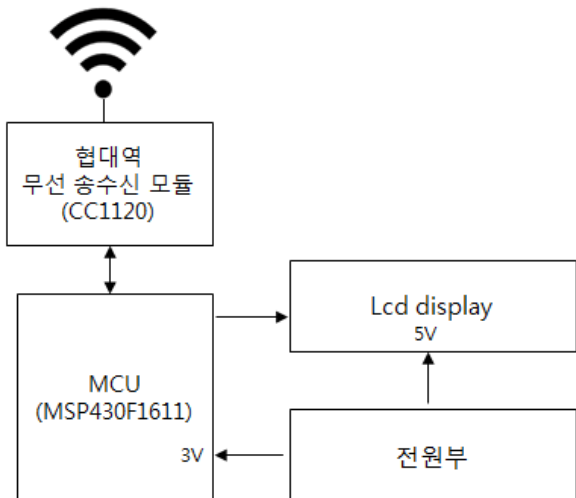 협대역
무선 송수신 모듈
(CC1120)
Lcd display
5V
MCU
(MSP430F1611)
3V
전원부